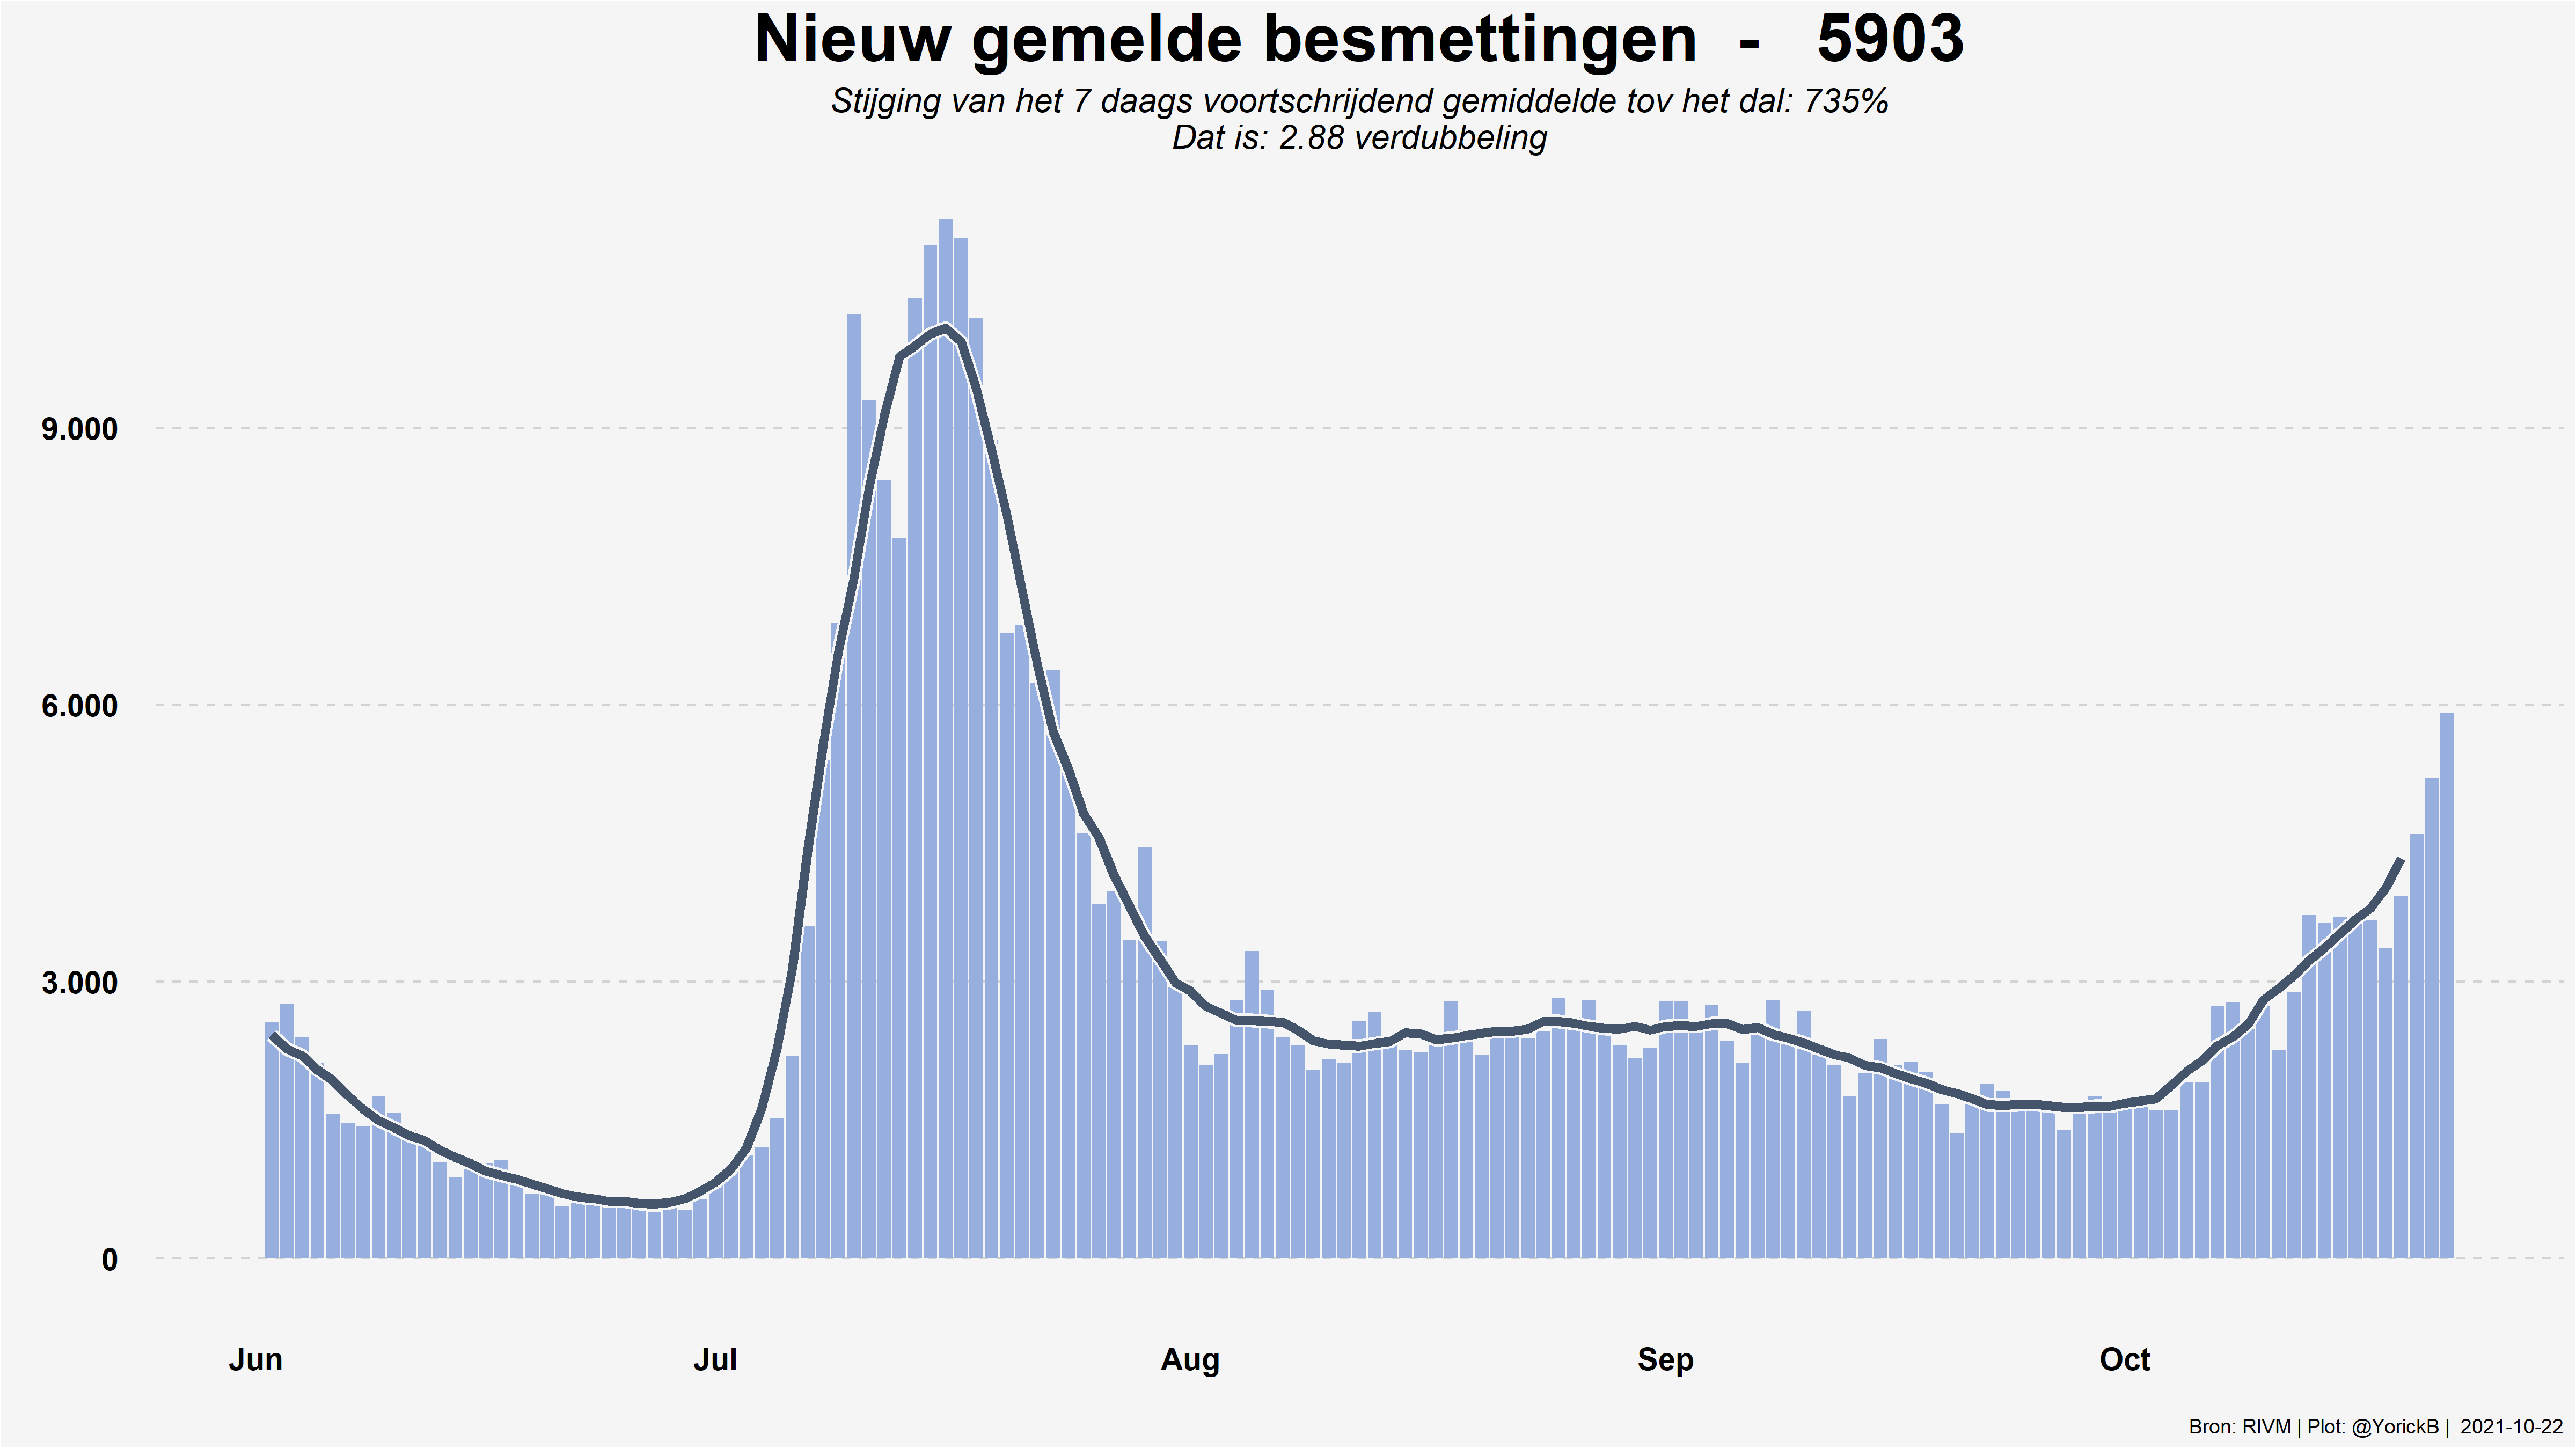 Nieuw gemelde besmettingen - 5903
Stijging van het 7 daags voortschrijdend gemiddelde tov het dal: 735%
Dat is: 2.88 verdubbeling
9.000
6.000
3.000
0
Jun Jul Aug Sep Oct
Bron: RIVM | Plot: @YorickB | 2021-10-22